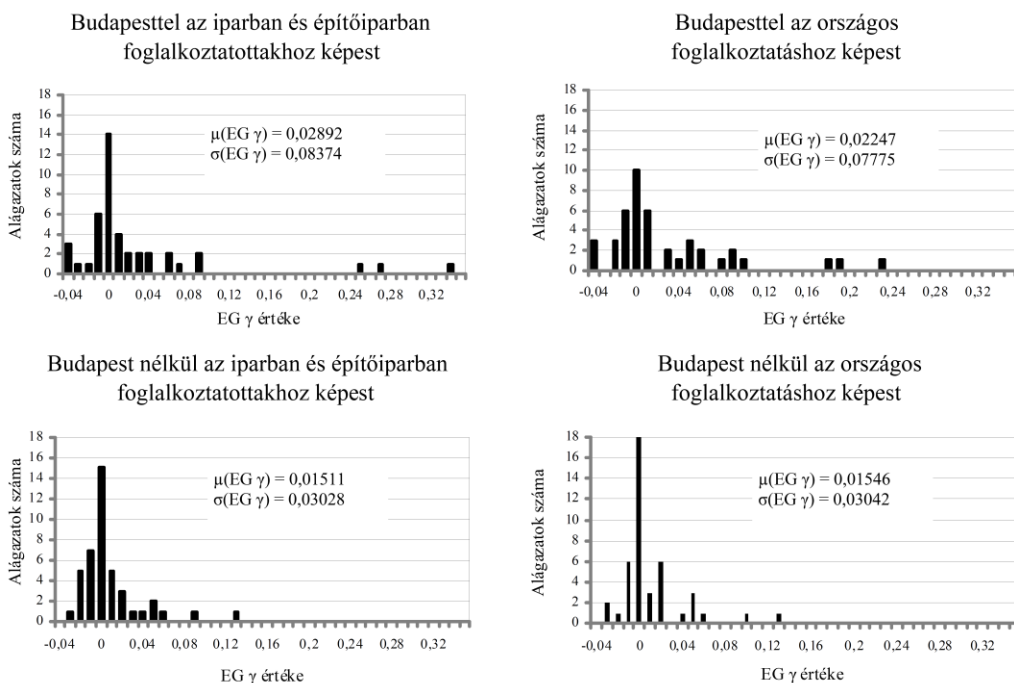 Budapesttel az iparban és építőiparban
foglalkoztatottakhoz képest
Alágazatok száma
18
16
14
12
10
8
6
4
2
0
µ(EG γ) = 0,02892
σ(EG γ) = 0,08374
-0,04 0 0,04 0,08 0,12 0,16 0,2 0,24 0,28 0,32
EG γ értéke
Budapesttel az országos
foglalkoztatáshoz képest
Alágazatok száma
18
16
14
12
10
8
6
4
2
0
µ(EG γ) = 0,02247
σ(EG γ) = 0,07775
-0,04 0 0,04 0,08 0,12 0,16 0,2 0,24 0,28 0,32
EG γ értéke
Budapest nélkül az iparban és építőiparban
foglalkoztatottakhoz képest
Alágazatok száma
18
16
14
12
10
8
6
4
2
0
µ(EG γ) = 0,01511
σ(EG γ) = 0,03028
-0,04 0 0,04 0,08 0,12 0,16 0,2 0,24 0,28 0,32
EG γ értéke
Budapest nélkül az országos
foglalkoztatáshoz képest
Alágazatok száma
18
16
14
12
10
8
6
4
2
0
µ(EG γ) = 0,01546
σ(EG γ) = 0,03042
-0,04 0 0,04 0,08 0,12 0,16 0,2 0,24 0,28 0,32
EG γ értéke